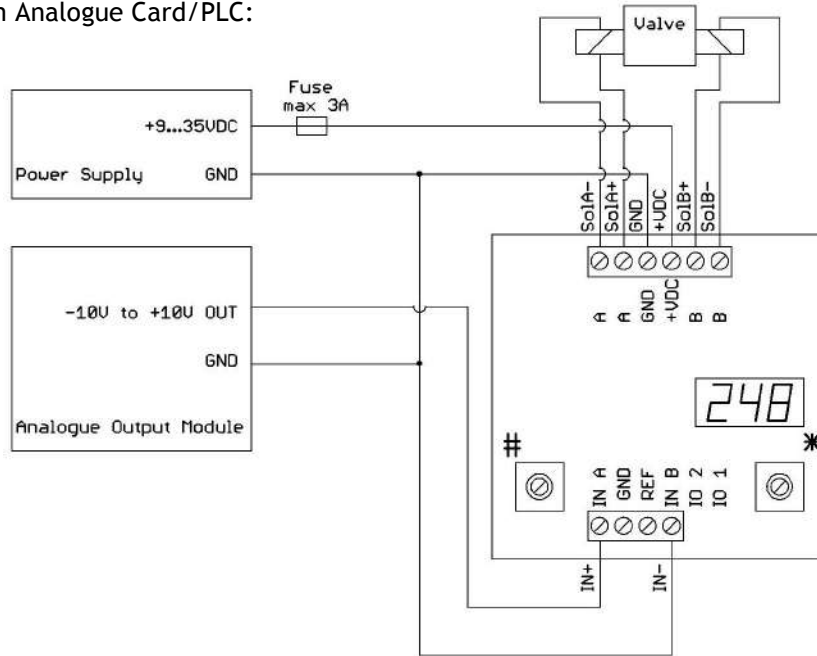 n Analogue Card/PLC:
Valve
Fuse
max 3A
+9...35VDC
Power Supply
GND
SolA-
SolA+
GND
+VDC
SolB+
SolB-
A
A
GND
+VDC
B
B
-10V to +10V OUT
GND
Analogue Output Module
248
#
*
IN A
GND
REF
IN B
IO 2
IO 1
IN+
IN-